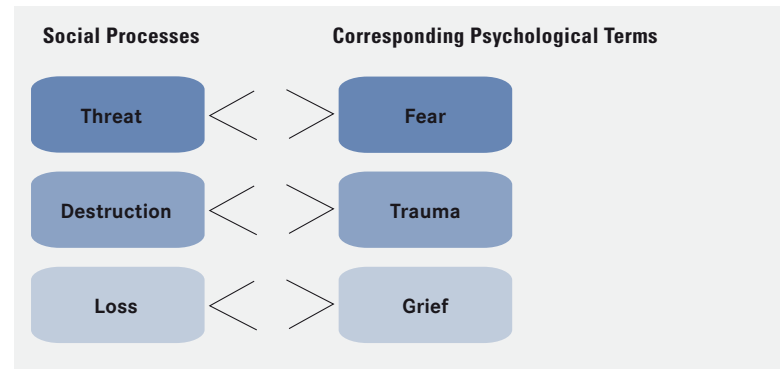 Social Processes Corresponding Psychological Terms
Threat Fear
Destruction Trauma
Loss Grief